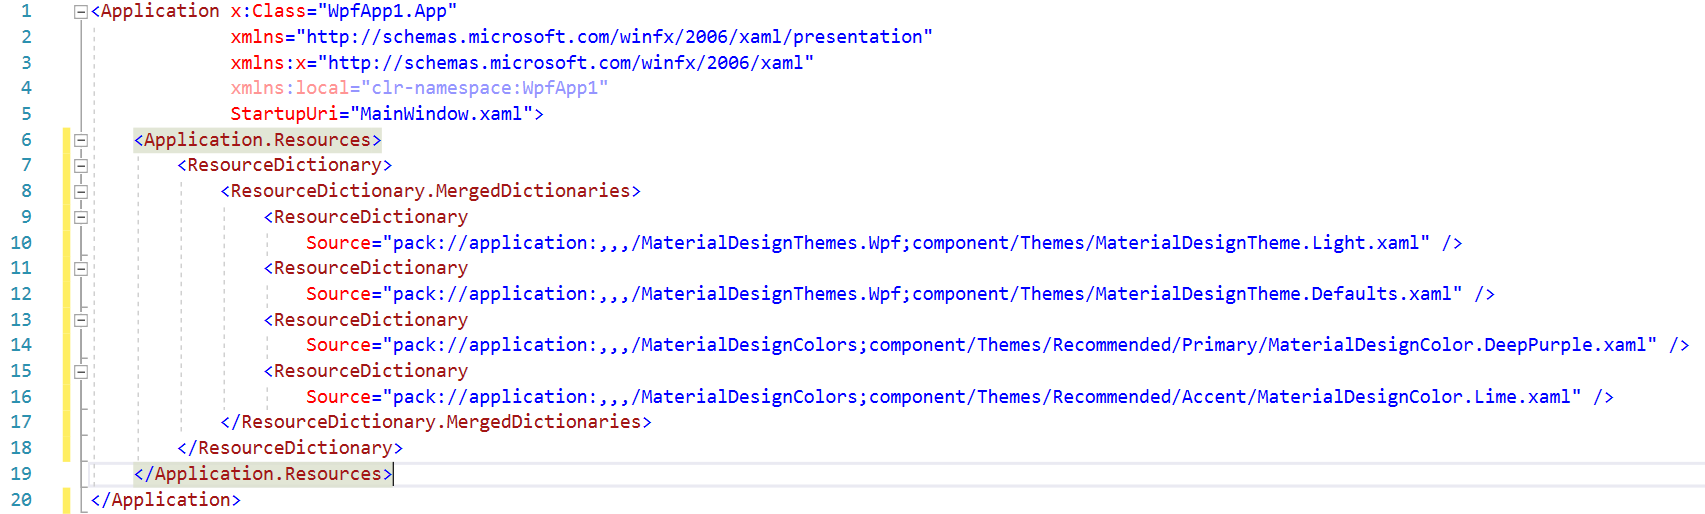 1 <Application x:Class="WpfApp1.App"
2 xmlns="http://schemas.microsoft.com/winfx/2006/xaml/presentation"
3 xmlns:x="http://schemas.microsoft.com/winfx/2006/xaml"
4 xmlns:local="clr-namespace:WpfApp1"
5 StartupUri="MainWindow.xaml">
6 <Application.Resources>
7 <ResourceDictionary>
8 <ResourceDictionary.MergedDictionaries>
9 <ResourceDictionary
10 Source="pack://application:,,,/MaterialDesignThemes.Wpf;component/Themes/MaterialDesignTheme.Light.xaml" />
11 <ResourceDictionary
12 Source="pack://application:,,,/MaterialDesignThemes.Wpf;component/Themes/MaterialDesignTheme.Defaults.xaml" />
13 <ResourceDictionary
14 Source="pack://application:,,,/MaterialDesignColors;component/Themes/Recommended/Primary/MaterialDesignColor.DeepPurple.xaml" />
15 <ResourceDictionary
16 Source="pack://application:,,,/MaterialDesignColors;component/Themes/Recommended/Accent/MaterialDesignColor.Lime.xaml" />
17 </ResourceDictionary.MergedDictionaries>
18 </ResourceDictionary>
19 </Application.Resources>
20 </Application>